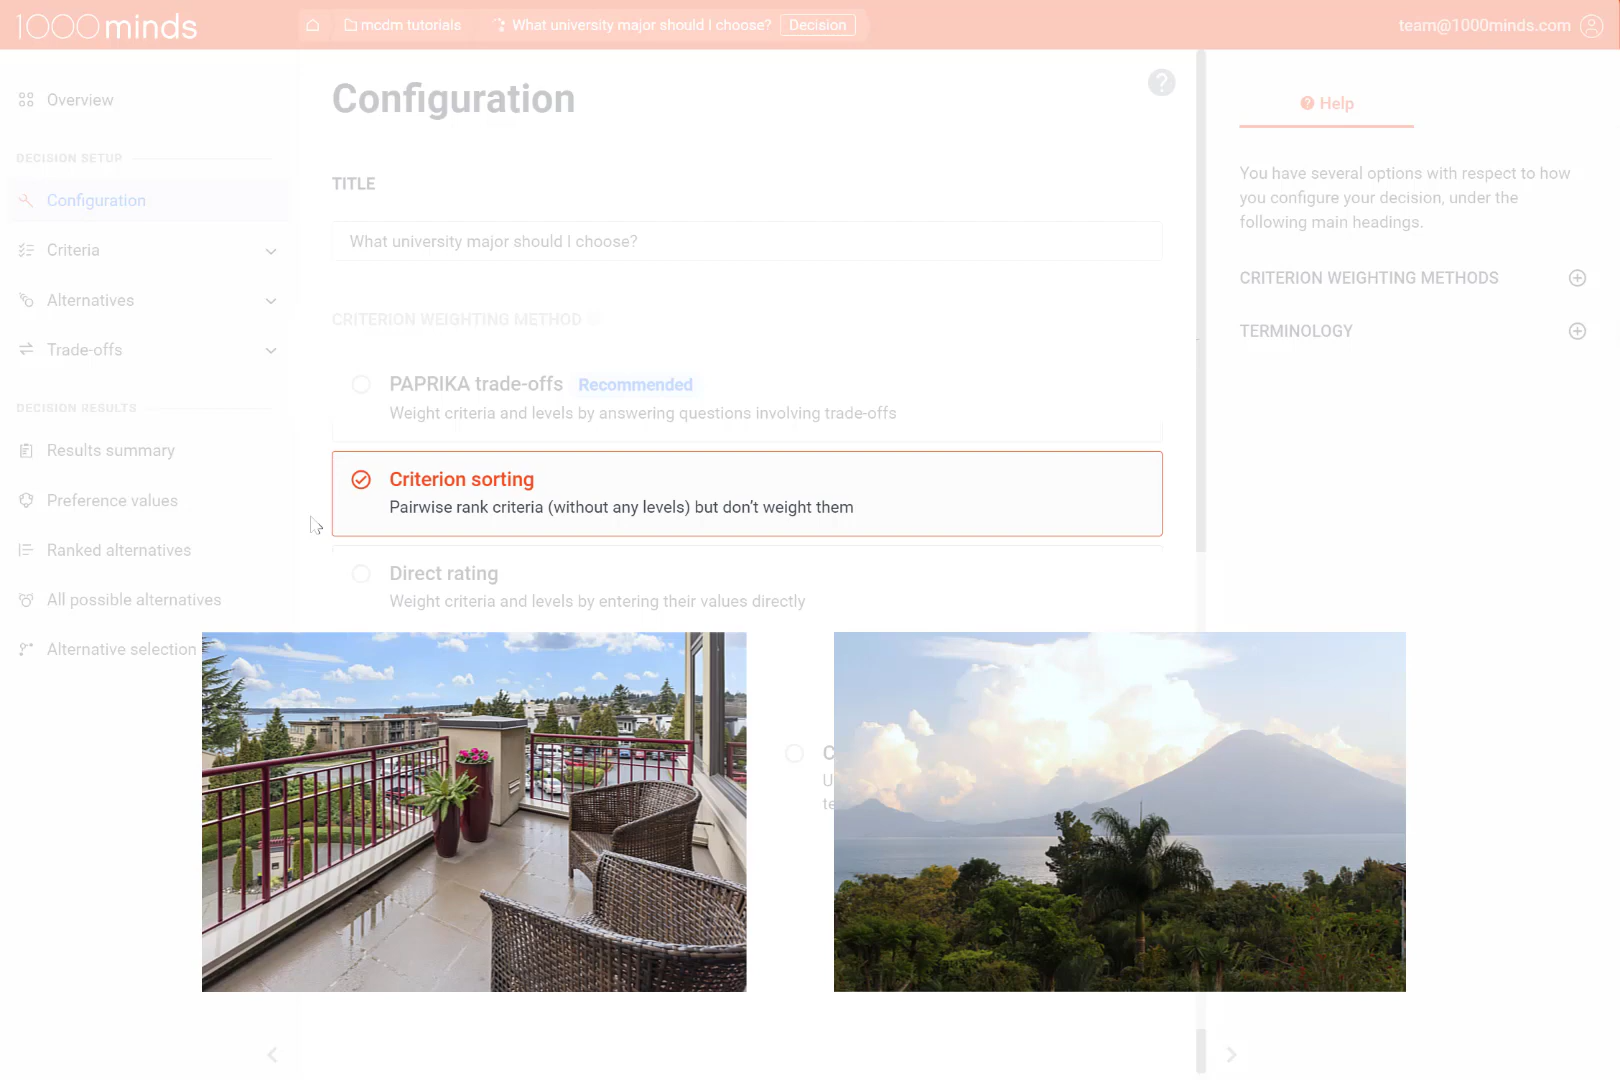 1000minds
mcdm tutorials
What university major should I choose?
Decision
team@1000minds.com
Overview
DECISION SETUP
Configuration
Criteria
Alternatives
Trade-offs
DECISION RESULTS
Results summary
Preference values
Ranked alternatives
All possible alternatives
Alternative selection
Configuration
?
TITLE
What university major should I choose?
CRITERION WEIGHTING METHOD
PAPRIKA trade-offs Recommended
Weight criteria and levels by answering questions involving trade-offs
Criterion sorting
Pairwise rank criteria (without any levels) but don’t weight them
Direct rating
Weight criteria and levels by entering their values directly
Help
You have several options with respect to how
you configure your decision, under the
following main headings.
CRITERION WEIGHTING METHODS
TERMINOLOGY